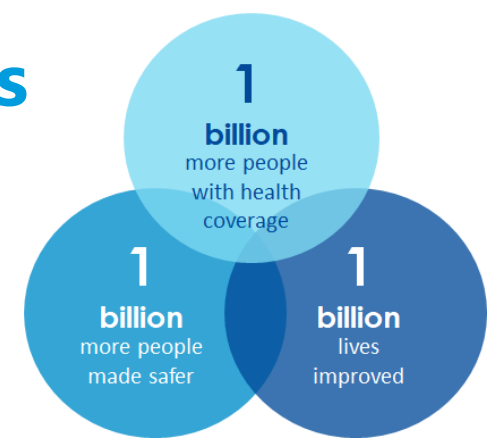 s
1
billion
more people
with health
coverage
1
billion
more people
made safer
1
billion
lives
improved